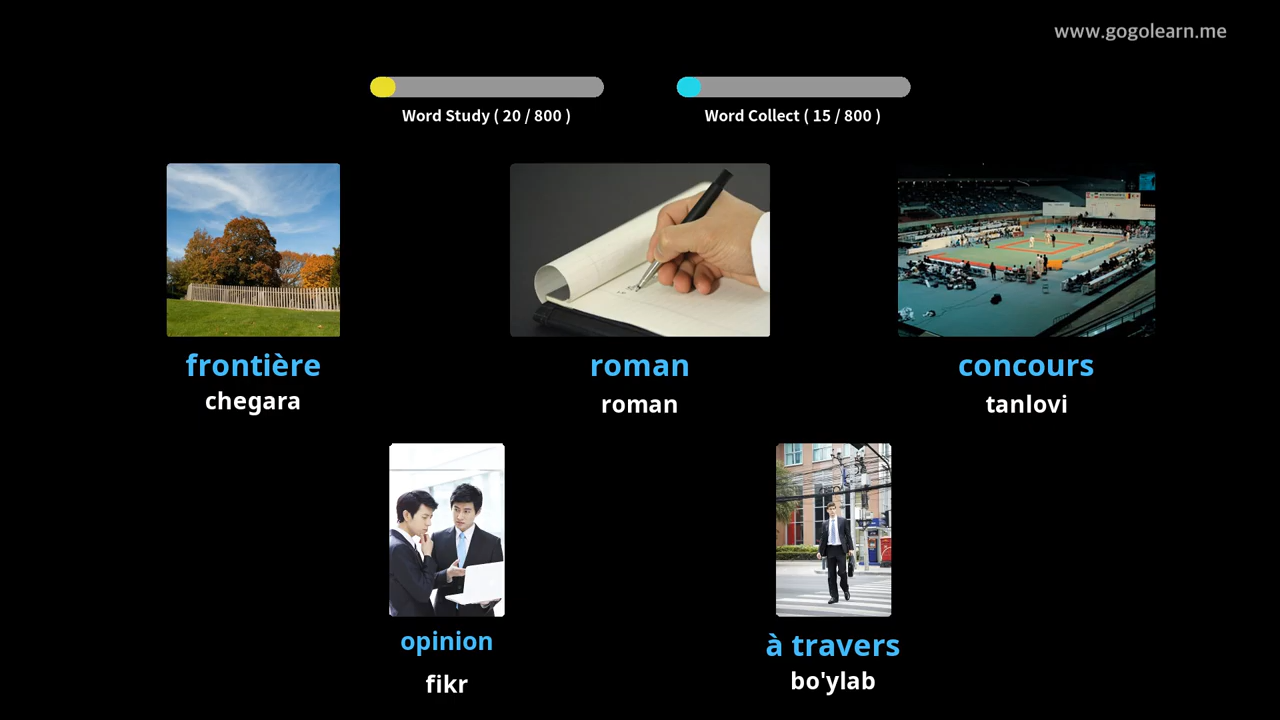 www.gogolearn.me
Word Study ( 20 / 800 )
Word Collect ( 15 / 800 )
frontière
chegara
roman
roman
concours
tanlovi
opinion
fikr
à travers
bo'ylab